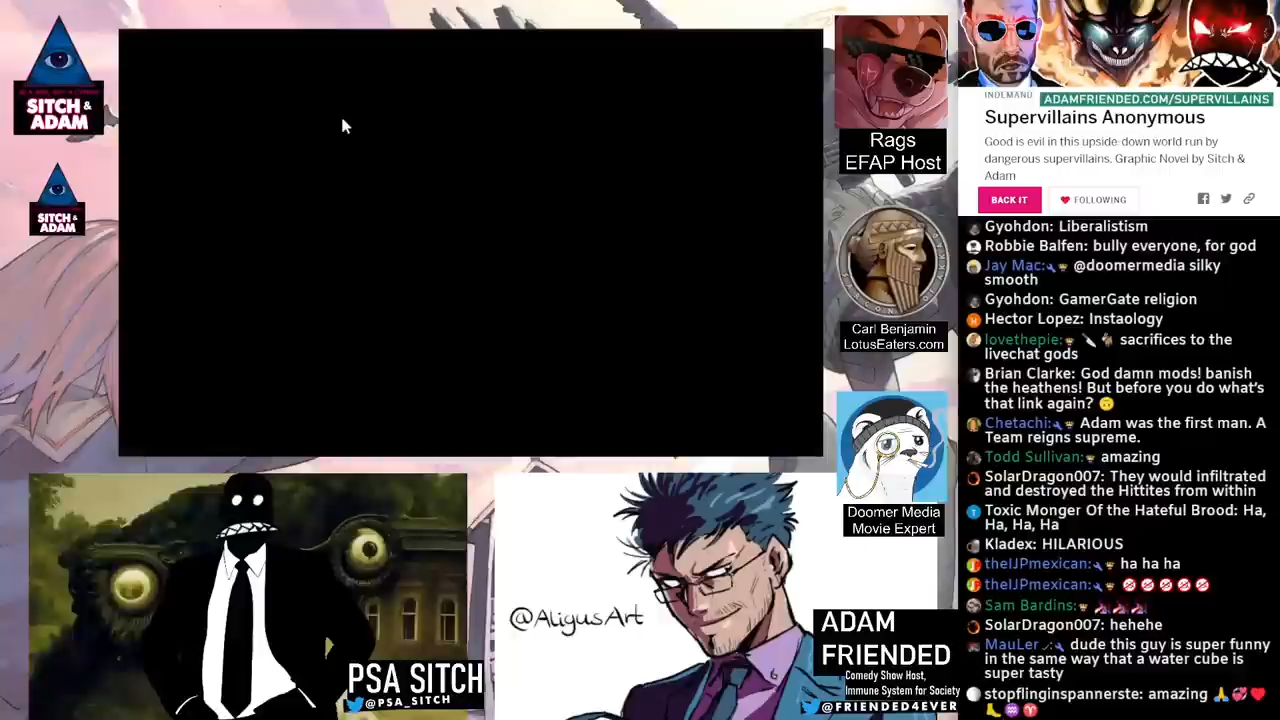 SITCH &
ADAM
SITCH &
ADAM
Rags
EFAP Host
SARGON OF AKKAD
Carl Benjamin
LotusEaters.com
Doomer Media
Movie Expert
@AligusArt
PSA SITCH
@PSA_SITCH
ADAM
FRIENDED
Comedy Show Host,
Immune System for Society
@FRIENDED4EVER
INDEMAND
ADAMFRIENDED.COM/SUPERVILLAINS
Supervillains Anonymous
Good is evil in this upside-down world run by
dangerous supervillains. Graphic Novel by Sitch &
Adam
BACK IT
FOLLOWING
Gyohdon: Liberalistism
Robbie Balfen: bully everyone, for god
Jay Mac: @doomermedia silky
smooth
Gyohdon: GamerGate religion
Hector Lopez: Instaology
lovethepie: sacrifices to the
livechat gods
Brian Clarke: God damn mods! banish
the heathens! But before you do what's
that link again? 🙃
Chetachi: Adam was the first man. A
Team reigns supreme.
Todd Sullivan: amazing
SolarDragon007: They would infiltrated
and destroyed the Hittites from within
Toxic Monger Of the Hateful Brood: Ha,
Ha, Ha, Ha
Kladex: HILARIOUS
theIJPmexican: ha ha ha
theIJPmexican:
Sam Bardins:
SolarDragon007: hehehe
MauLer: dude this guy is super funny
in the same way that a water cube is
super tasty
stopflinginspannerste: amazing 🙏💞❤️
🦶♒♈